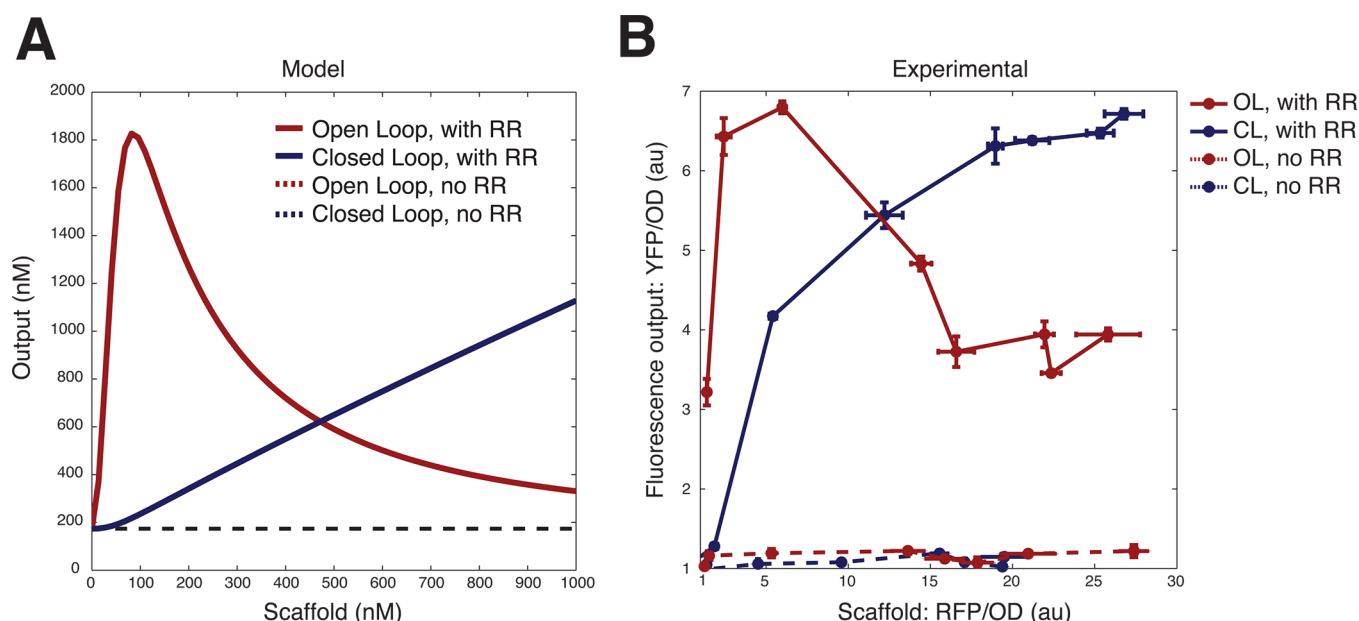 A
B
Model
Experimental
Output (nM)
2000
1800
1600
1400
1200
1000
800
600
400
200
0
0 100 200 300 400 500 600 700 800 900 1000
Scaffold (nM)
Open Loop, with RR
Closed Loop, with RR
Open Loop, no RR
Closed Loop, no RR
Fluorescence output: YFP/OD (au)
7
6
5
4
3
2
1
1 5 10 15 20 25 30
Scaffold: RFP/OD (au)
OL, with RR
CL, with RR
OL, no RR
CL, no RR